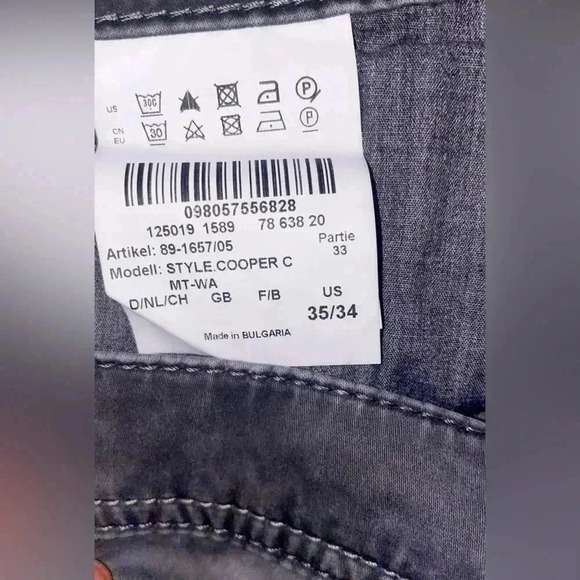 US 30C P
CN
EU 30 P
098057556828
125019 1589 78 638 20
Artikel: 89-1657/05 Partie
Modell: STYLE.COOPER C 33
MT-WA
D/NL/CH GB F/B US
35/34
Made in BULGARIA